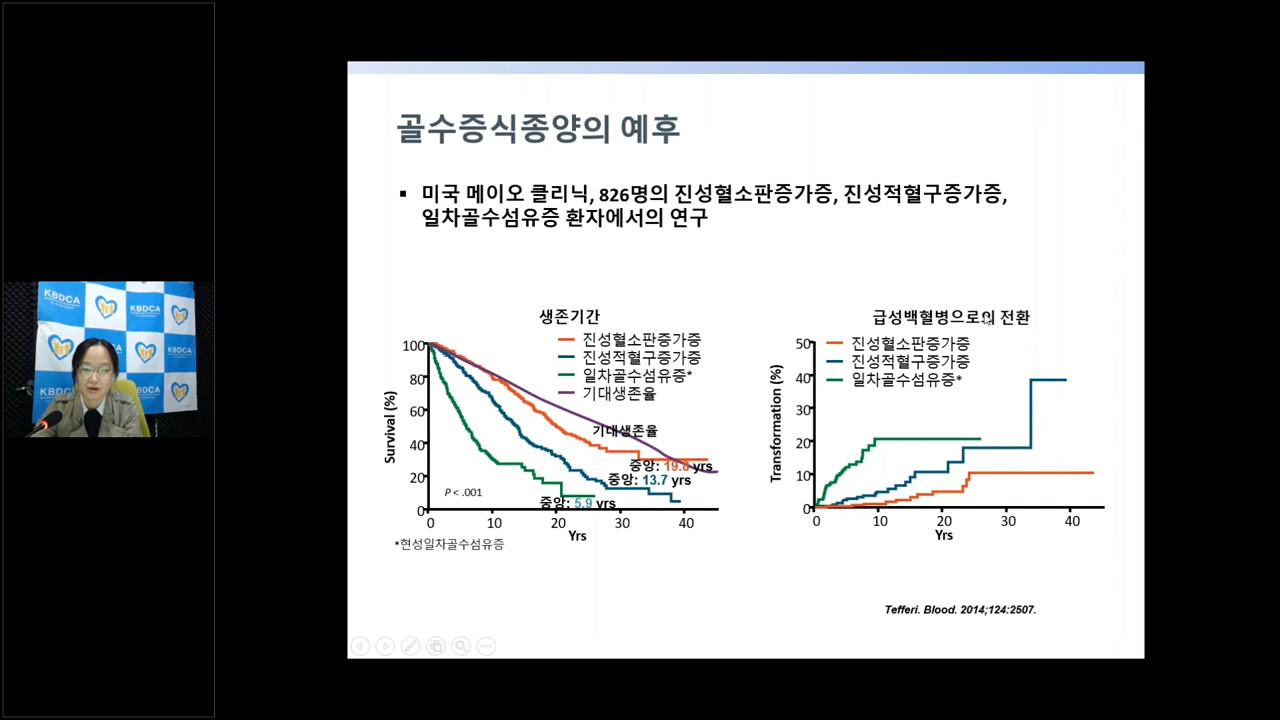 골수증식종양의 예후
▪ 미국 메이오 클리닉, 826명의 진성혈소판증가증, 진성적혈구증가증,
일차골수섬유증 환자에서의 연구
생존기간
진성혈소판증가증
진성적혈구증가증
일차골수섬유증*
기대생존율
기대생존율
중앙: 19.8 yrs
중앙: 13.7 yrs
중앙: 5.9 yrs
P < .001
Survival (%)
100
80
60
40
20
0
0 10 20 30 40
Yrs
*현성일차골수섬유증
급성백혈병으로의 전환
진성혈소판증가증
진성적혈구증가증
일차골수섬유증*
Transformation (%)
50
40
30
20
10
0
0 10 20 30 40
Yrs
Tefferi. Blood. 2014;124:2507.
KBDCA
KBDCA
KBDCA
KBDCA